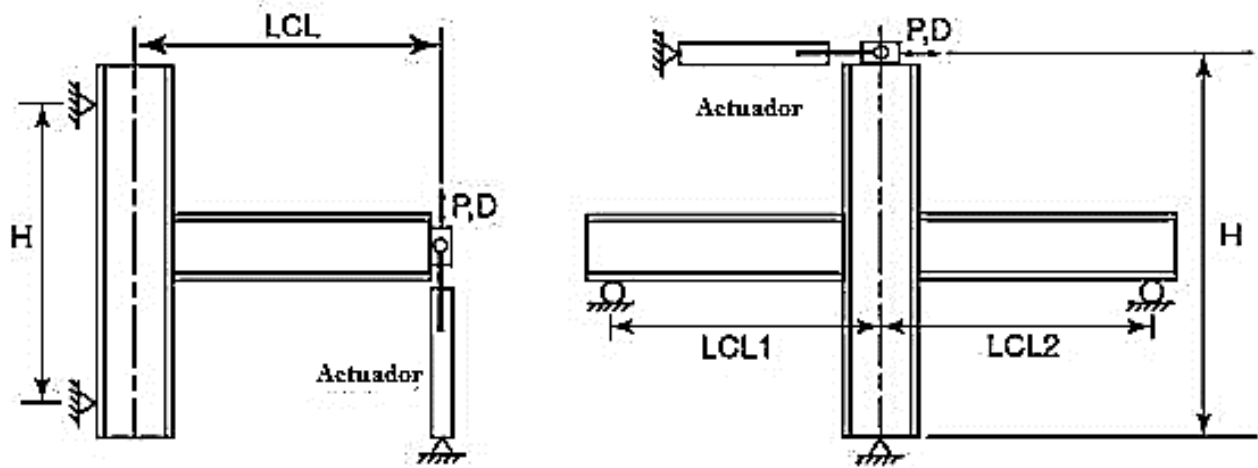 LCL
P,D
H
Actuador
P,D
Actuador
H
LCL1
LCL2